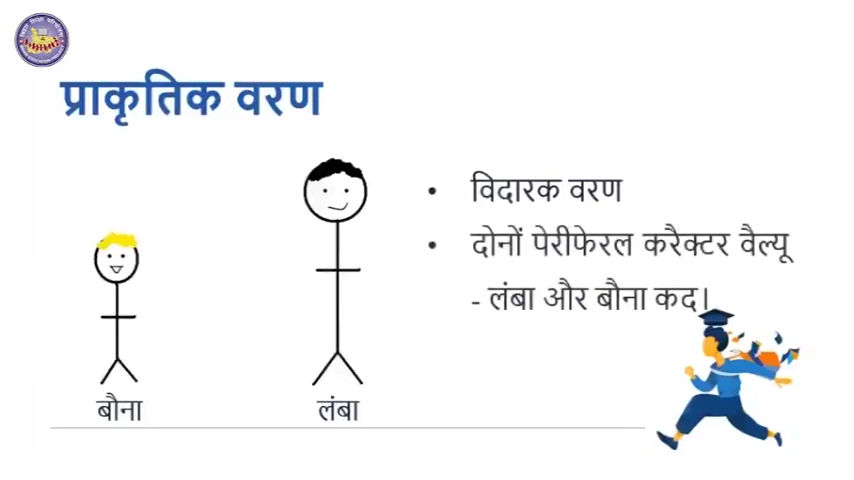 प्राकृतिक वरण
• विदारक वरण
• दोनों पेरीफेरल करैक्टर वैल्यू
- लंबा और बौना कद।
बौना
लंबा